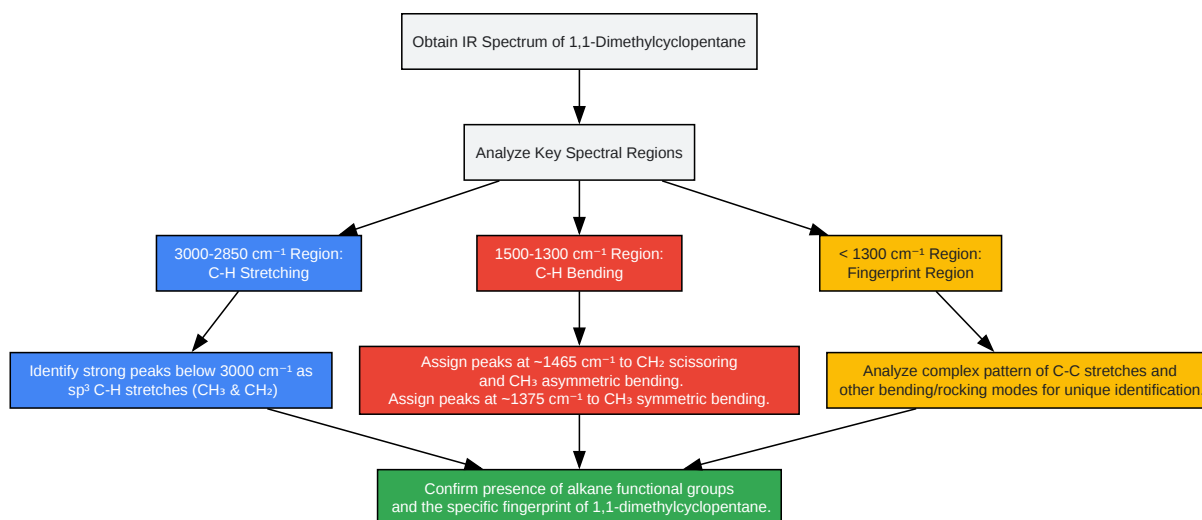 Obtain IR Spectrum of 1,1-Dimethylcyclopentane
Analyze Key Spectral Regions
3000-2850 cm⁻¹ Region:
C-H Stretching
1500-1300 cm⁻¹ Region:
C-H Bending
< 1300 cm⁻¹ Region:
Fingerprint Region
Identify strong peaks below 3000 cm⁻¹ as
sp³ C-H stretches (CH₃ & CH₂)
Assign peaks at ~1465 cm⁻¹ to CH₂ scissoring
and CH₃ asymmetric bending.
Assign peaks at ~1375 cm⁻¹ to CH₃ symmetric bending.
Analyze complex pattern of C-C stretches and
other bending/rocking modes for unique identification.
Confirm presence of alkane functional groups
and the specific fingerprint of 1,1-dimethylcyclopentane.